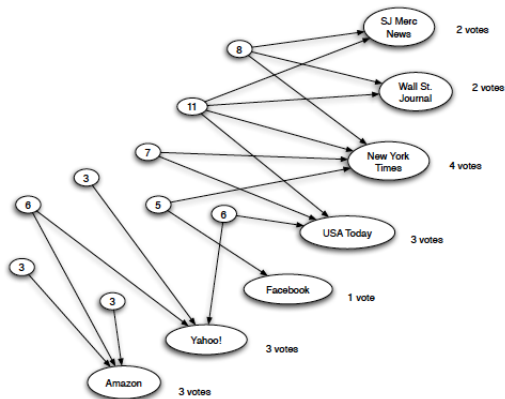 SJ Merc
News
2 votes
8
Wall St.
Journal
2 votes
11
7
New York
Times
4 votes
3
6
5
6
USA Today
3 votes
3
Facebook
1 vote
3
Yahoo!
3 votes
Amazon
3 votes